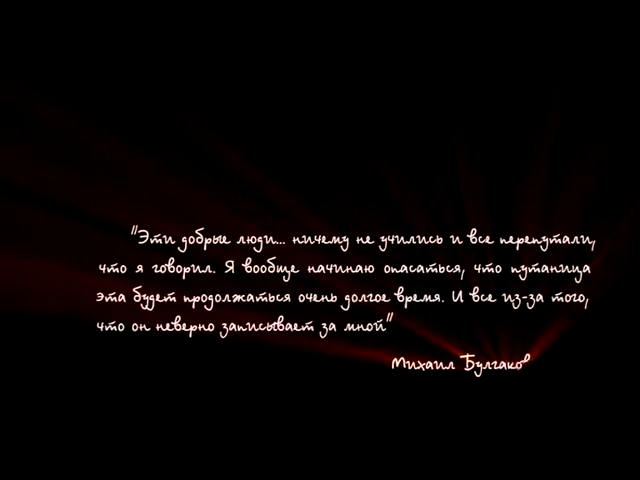 "Эти добрые люди... ничему не учились и все перепутали,
что я говорил. Я вообще начинаю опасаться, что путаница
эта будет продолжаться очень долгое время. И все из-за того,
что он неверно записывает за мной"
Михаил Булгаков